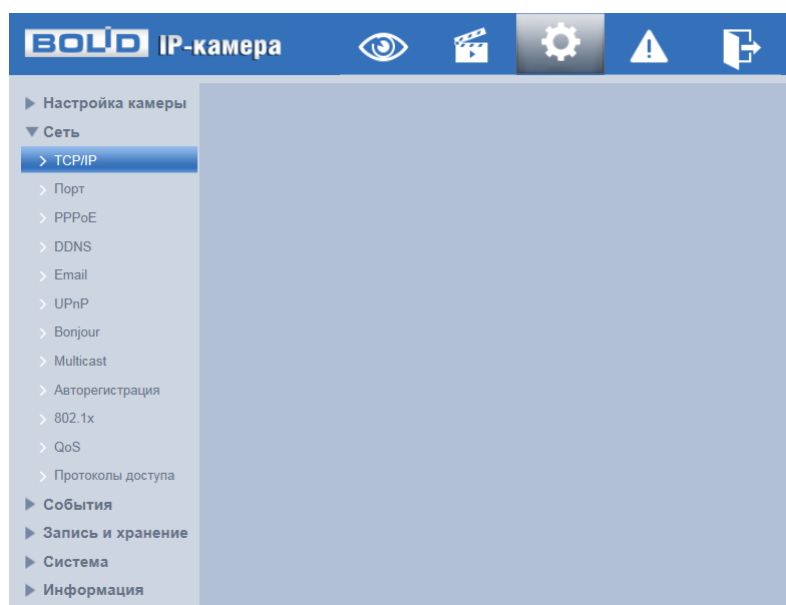 BOLID IP-камера
Настройка камеры
Сеть
TCP/IP
Порт
PPPoE
DDNS
Email
UPnP
Bonjour
Multicast
Авторегистрация
802.1x
QoS
Протоколы доступа
События
Запись и хранение
Система
Информация